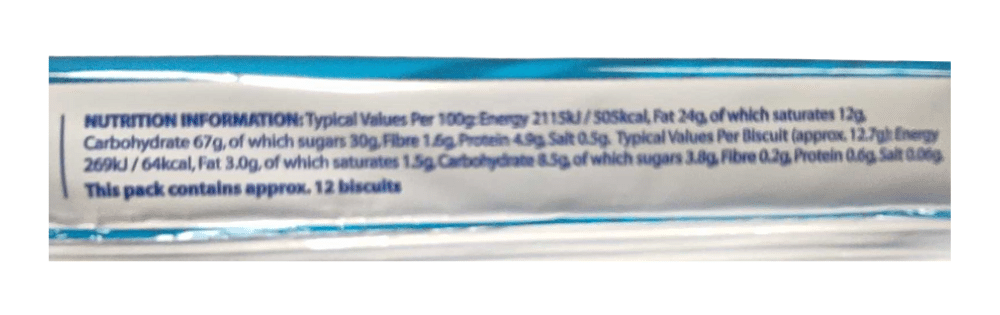 NUTRITION INFORMATION: Typical Values Per 100g: Energy 2115kJ / 505kcal, Fat 24g, of which saturates 12g,
Carbohydrate 67g, of which sugars 30g, Fibre 1.6g, Protein 4.9g, Salt 0.5g. Typical Values Per Biscuit (approx. 12.7g): Energy
269kJ / 64kcal, Fat 3.0g, of which saturates 1.5g, Carbohydrate 8.5g, of which sugars 3.8g, Fibre 0.2g, Protein 0.6g, Salt 0.06g.
This pack contains approx. 12 biscuits